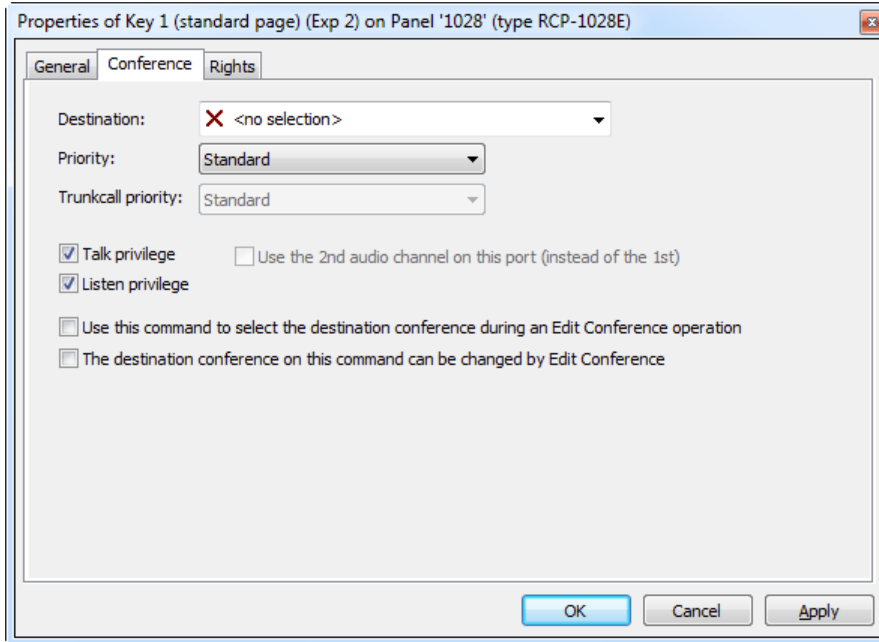 Properties of Key 1 (standard page) (Exp 2) on Panel '1028' (type RCP-1028E)
General Conference Rights
Destination: <no selection>
Priority: Standard
Trunkcall priority: Standard
Talk privilege Use the 2nd audio channel on this port (instead of the 1st)
Listen privilege
Use this command to select the destination conference during an Edit Conference operation
The destination conference on this command can be changed by Edit Conference
OK Cancel Apply